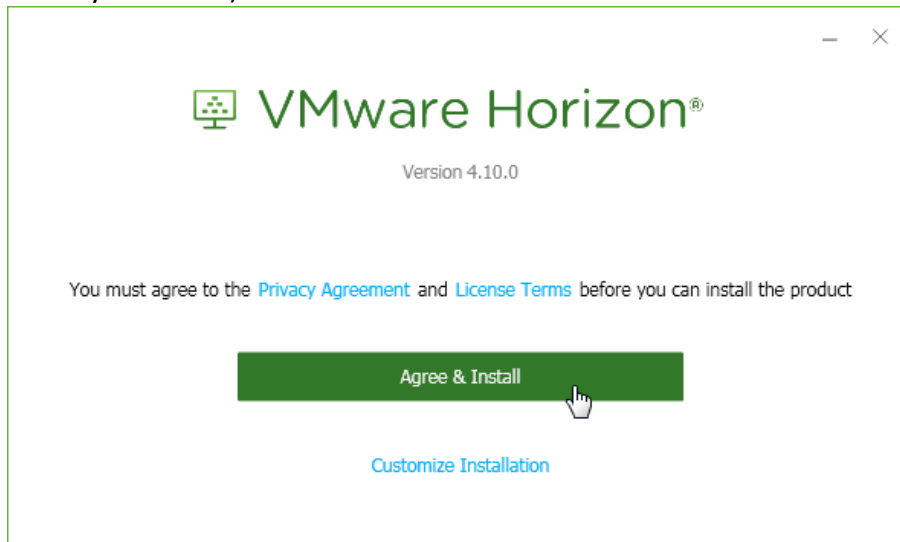 VMware Horizon®
Version 4.10.0
You must agree to the Privacy Agreement and License Terms before you can install the product
Agree & Install
Customize Installation